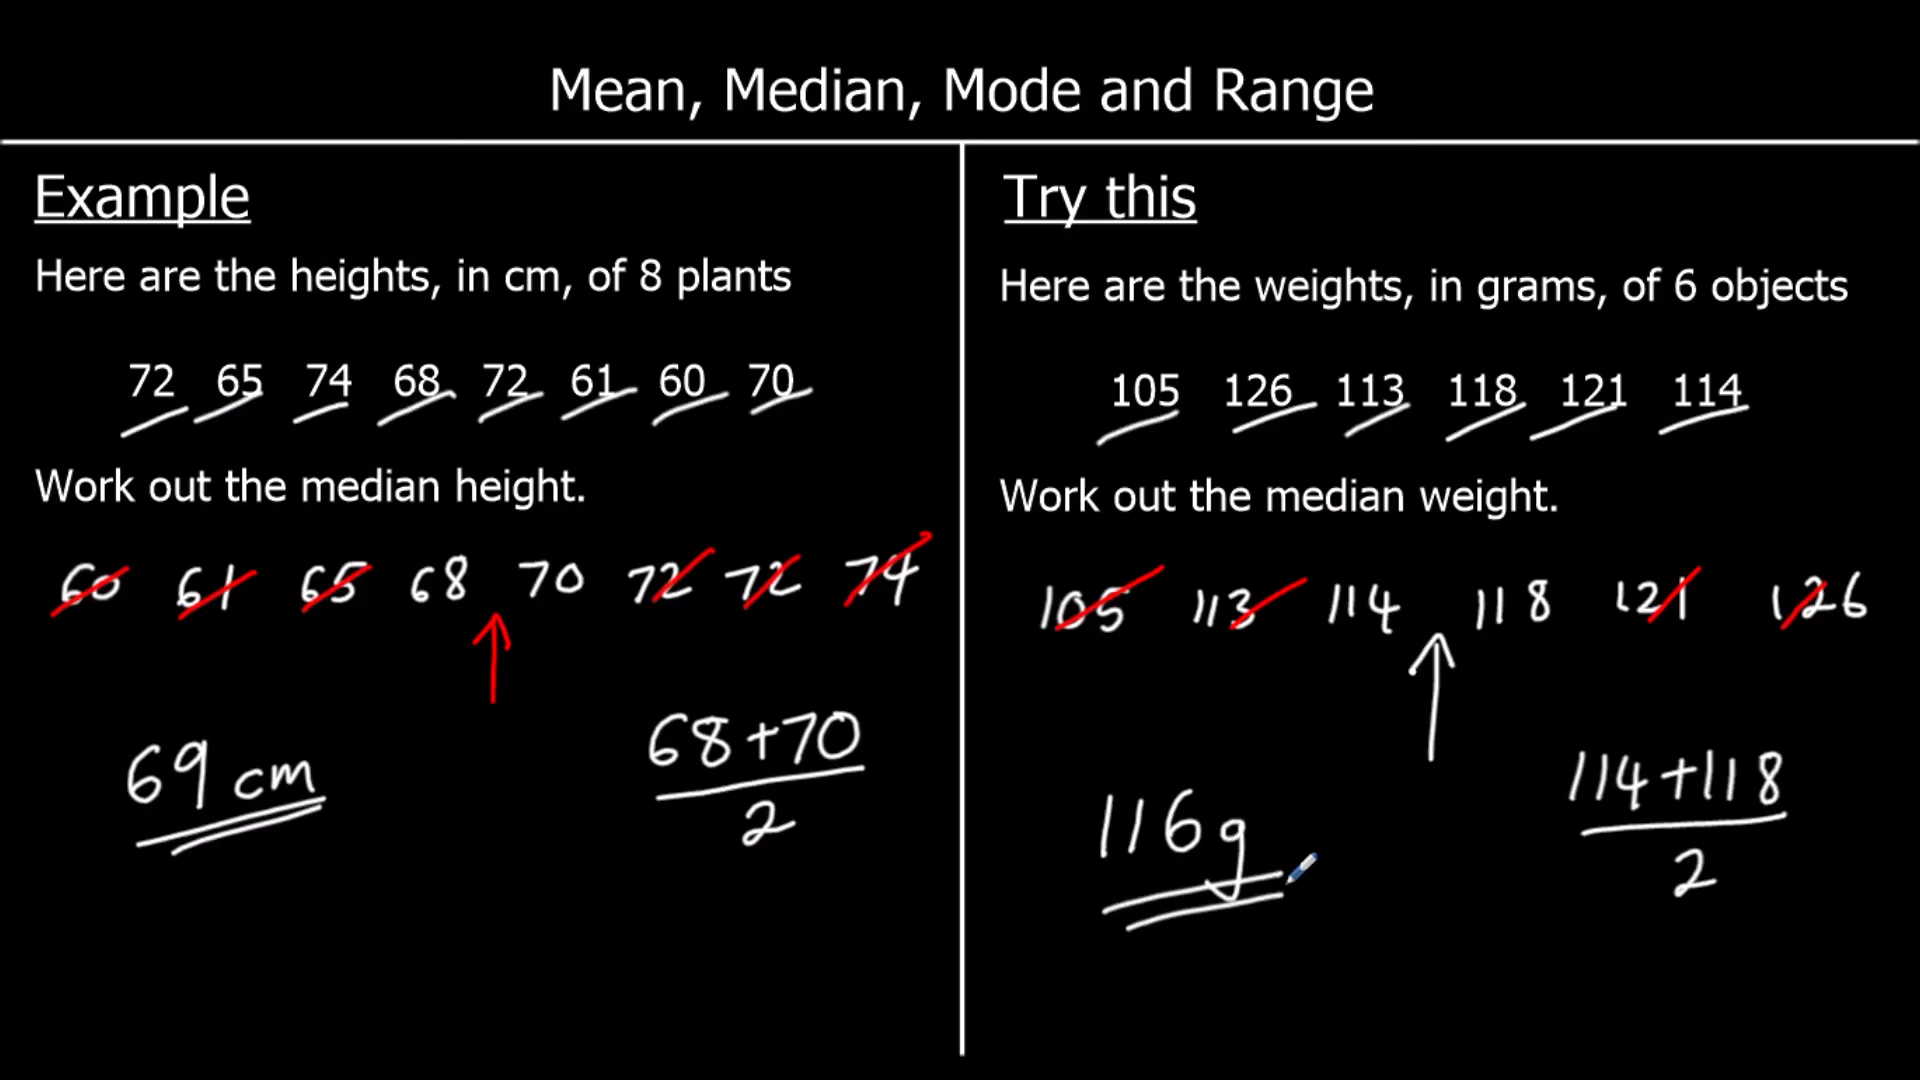 Mean, Median, Mode and Range
Example
Here are the heights, in cm, of 8 plants
72 65 74 68 72 61 60 70
Work out the median height.
60 61 65 68 70 72 72 74
68+70
2
69 cm
Try this
Here are the weights, in grams, of 6 objects
105 126 113 118 121 114
Work out the median weight.
105 113 114 118 121 126
114+118
2
116g